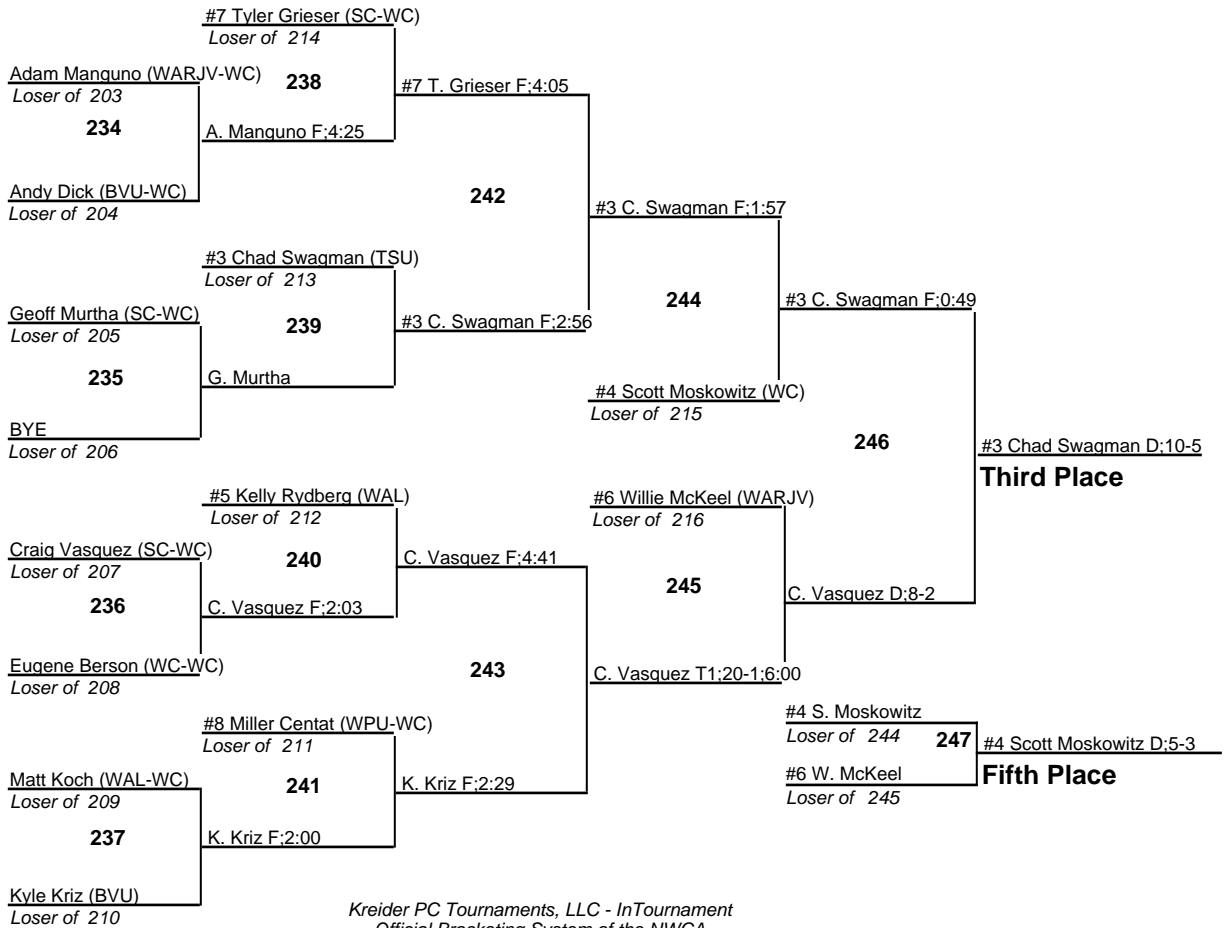 #7 Tyler Grieser (SC-WC)
Loser of 214
Adam Manguno (WARJV-WC)
Loser of 203
238
#7 T. Grieser F;4:05
234
A. Manguno F;4:25
Andy Dick (BVU-WC)
Loser of 204
242
#3 C. Swagman F;1:57
#3 Chad Swagman (TSU)
Loser of 213
Geoff Murtha (SC-WC)
Loser of 205
239
#3 C. Swagman F;2:56
244
#3 C. Swagman F;0:49
235
G. Murtha
#4 Scott Moskowitz (WC)
Loser of 215
BYE
Loser of 206
246
#3 Chad Swagman D;10-5
Third Place
#5 Kelly Rydberg (WAL)
Loser of 212
#6 Willie McKeel (WARJV)
Loser of 216
Craig Vasquez (SC-WC)
Loser of 207
240
C. Vasquez F;4:41
245
C. Vasquez D;8-2
236
C. Vasquez F;2:03
Eugene Berson (WC-WC)
Loser of 208
243
C. Vasquez T1;20-1;6:00
#8 Miller Centat (WPU-WC)
Loser of 211
#4 S. Moskowitz
Loser of 244
247
#4 Scott Moskowitz D;5-3
Fifth Place
#6 W. McKeel
Loser of 245
Matt Koch (WAL-WC)
Loser of 209
241
K. Kriz F;2:29
237
K. Kriz F;2:00
Kyle Kriz (BVU)
Loser of 210
Kreider PC Tournaments, LLC - InTournament
Official Bracketing System of the NWCA